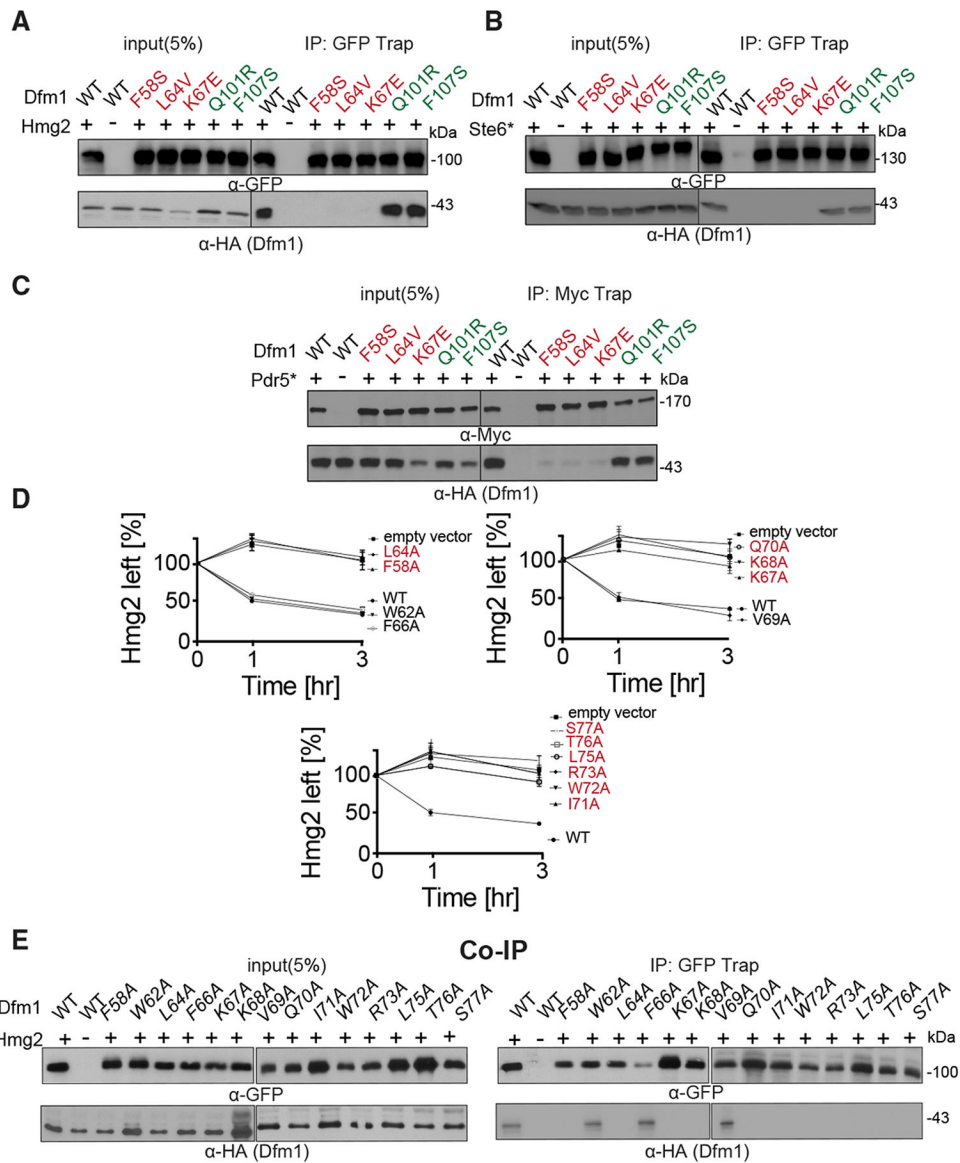 A
input(5%) IP: GFP Trap
Dfm1 WT WT F58S L64V K67E Q101R F107S WT WT F58S L64V K67E Q101R F107S
Hmg2 + - + + + + + + - + + + + + kDa
-100
α-GFP
-43
α-HA (Dfm1)
B
input(5%) IP: GFP Trap
Dfm1 WT WT F58S L64V K67E Q101R F107S WT WT F58S L64V K67E Q101R F107S
Ste6* + - + + + + + + - + + + + + kDa
-130
α-GFP
-43
α-HA (Dfm1)
C
input(5%) IP: Myc Trap
Dfm1 WT WT F58S L64V K67E Q101R F107S WT WT F58S L64V K67E Q101R F107S
Pdr5* + - + + + + + + - + + + + + kDa
-170
α-Myc
-43
α-HA (Dfm1)
D
Hmg2 left [%]
100
50
0
0 1 3
Time [hr]
empty vector
L64A
F58A
WT
W62A
F66A
Hmg2 left [%]
100
50
0
0 1 3
Time [hr]
empty vector
Q70A
K68A
K67A
WT
V69A
Hmg2 left [%]
100
50
0
0 1 3
Time [hr]
empty vector
S77A
T76A
L75A
R73A
W72A
I71A
WT
E
Co-IP
input(5%) IP: GFP Trap
Dfm1 WT WT F58A W62A L64A F66A K67A K68A V69A Q70A I71A W72A R73A L75A T76A S77A WT WT F58A W62A L64A F66A K67A K68A V69A Q70A I71A W72A R73A L75A T76A S77A
Hmg2 + - + + + + + + + + + + + + + + + - + + + + + + + + + + + + + + kDa
-100
α-GFP α-GFP
-43
α-HA (Dfm1) α-HA (Dfm1)